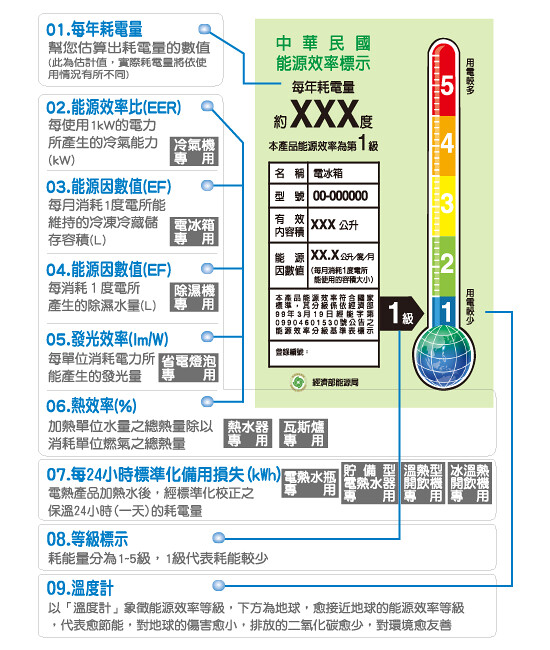 01.每年耗電量
幫您估算出耗電量的數值
(此為估計值，實際耗電量將依使
用情況有所不同)
02.能源效率比(EER)
每使用1kW的電力
所產生的冷氣能力
(kW)
冷氣機
專用
03.能源因數值(EF)
每月消耗1度電所能
維持的冷凍冷藏儲
存容積(L)
電冰箱
專用
04.能源因數值(EF)
每消耗1度電所
產生的除濕水量(L)
除濕機
專用
05.發光效率(lm/W)
每單位消耗電力所
能產生的發光量
省電燈泡
專用
06.熱效率(%)
加熱單位水量之總熱量除以
消耗單位燃氣之總熱量
熱水器
專用
瓦斯爐
專用
07.每24小時標準化備用損失(kWh)
電熱產品加熱水後，經標準化校正之
保溫24小時(一天)的耗電量
電熱水瓶
專用
貯備型
電熱水器
專用
溫熱型
開飲機
專用
冰溫熱
開飲機
專用
08.等級標示
耗能量分為1-5級，1級代表耗能較少
09.溫度計
以「溫度計」象徵能源效率等級，下方為地球，愈接近地球的能源效率等級
，代表愈節能，對地球的傷害愈小，排放的二氧化碳愈少，對環境愈友善
中華民國
能源效率標示
每年耗電量
約XXX度
本產品能源效率為第1級
名稱 電冰箱
型號 00-000000
有效
內容積
XXX 公升
能源
因數值
XX.X公升/度/月
(每月消耗1度電所
能使用的容積大小)
本產品能源效率符合國家
標準，其分級係依經濟部
99年3月19日經能字第
09904601530號公告之
能源效率分級基準表標示
登錄編號：
經濟部能源局
用電較多
5
4
3
2
1
用電較少
1級